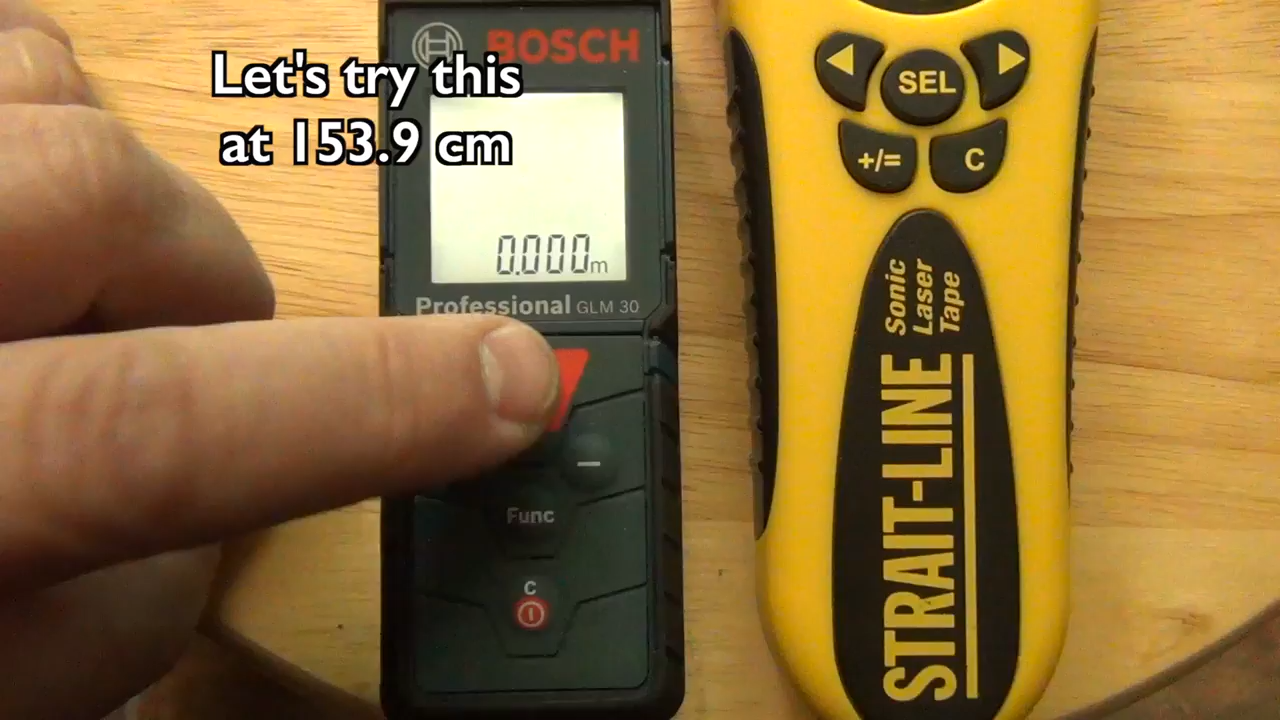 Let's try this
at 153.9 cm
BOSCH
0.000m
Professional GLM 30
Func
C
SEL
+/=
C
STRAIT-LINE
Sonic
Laser
Tape